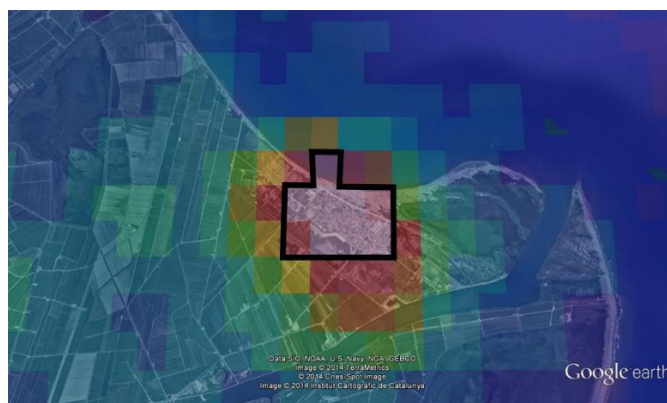 Data SIO, NOAA, U.S. Navy, NGA, GEBCO
Image © 2014 TerraMetrics
© 2014 Cnes/Spot Image
Image © 2014 Institut Cartogràfic de Catalunya
Google earth